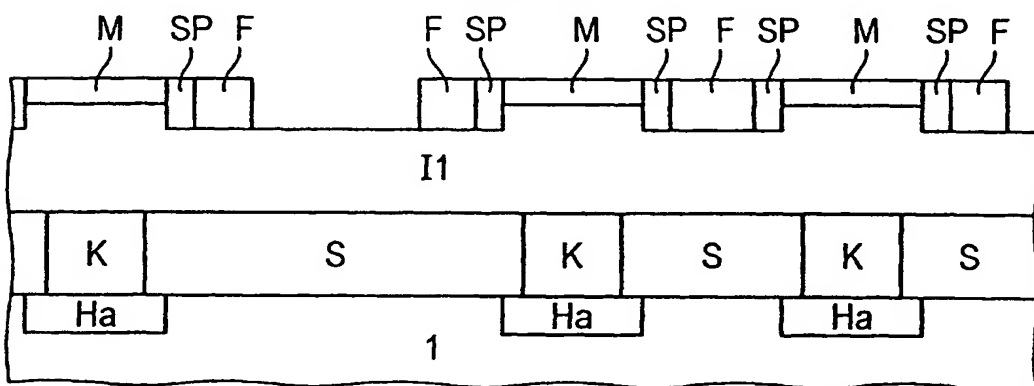 M SP F F SP M SP F SP M SP F
I1
K S K S K S
Ha Ha Ha
1